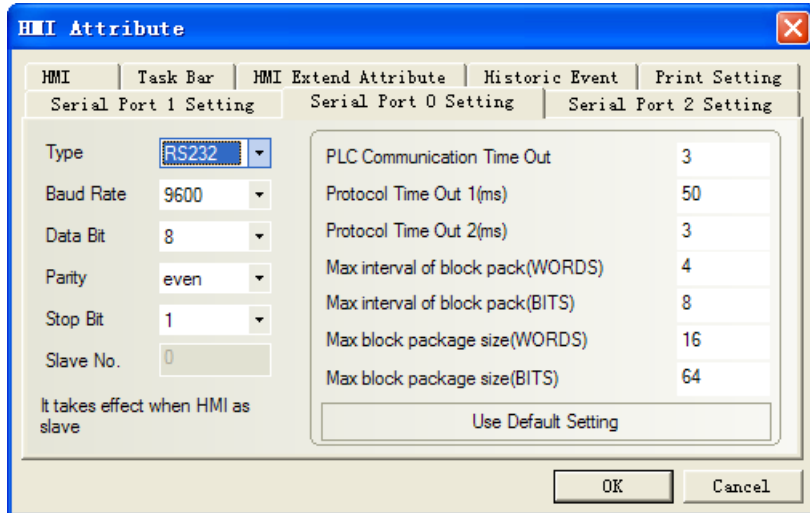 HMI Attribute
HMI Task Bar HMI Extend Attribute Historic Event Print Setting
Serial Port 1 Setting Serial Port 0 Setting Serial Port 2 Setting
Type RS232
Baud Rate 9600
Data Bit 8
Parity even
Stop Bit 1
Slave No. 0
It takes effect when HMI as
slave
PLC Communication Time Out 3
Protocol Time Out 1(ms) 50
Protocol Time Out 2(ms) 3
Max interval of block pack(WORDS) 4
Max interval of block pack(BITS) 8
Max block package size(WORDS) 16
Max block package size(BITS) 64
Use Default Setting
OK Cancel